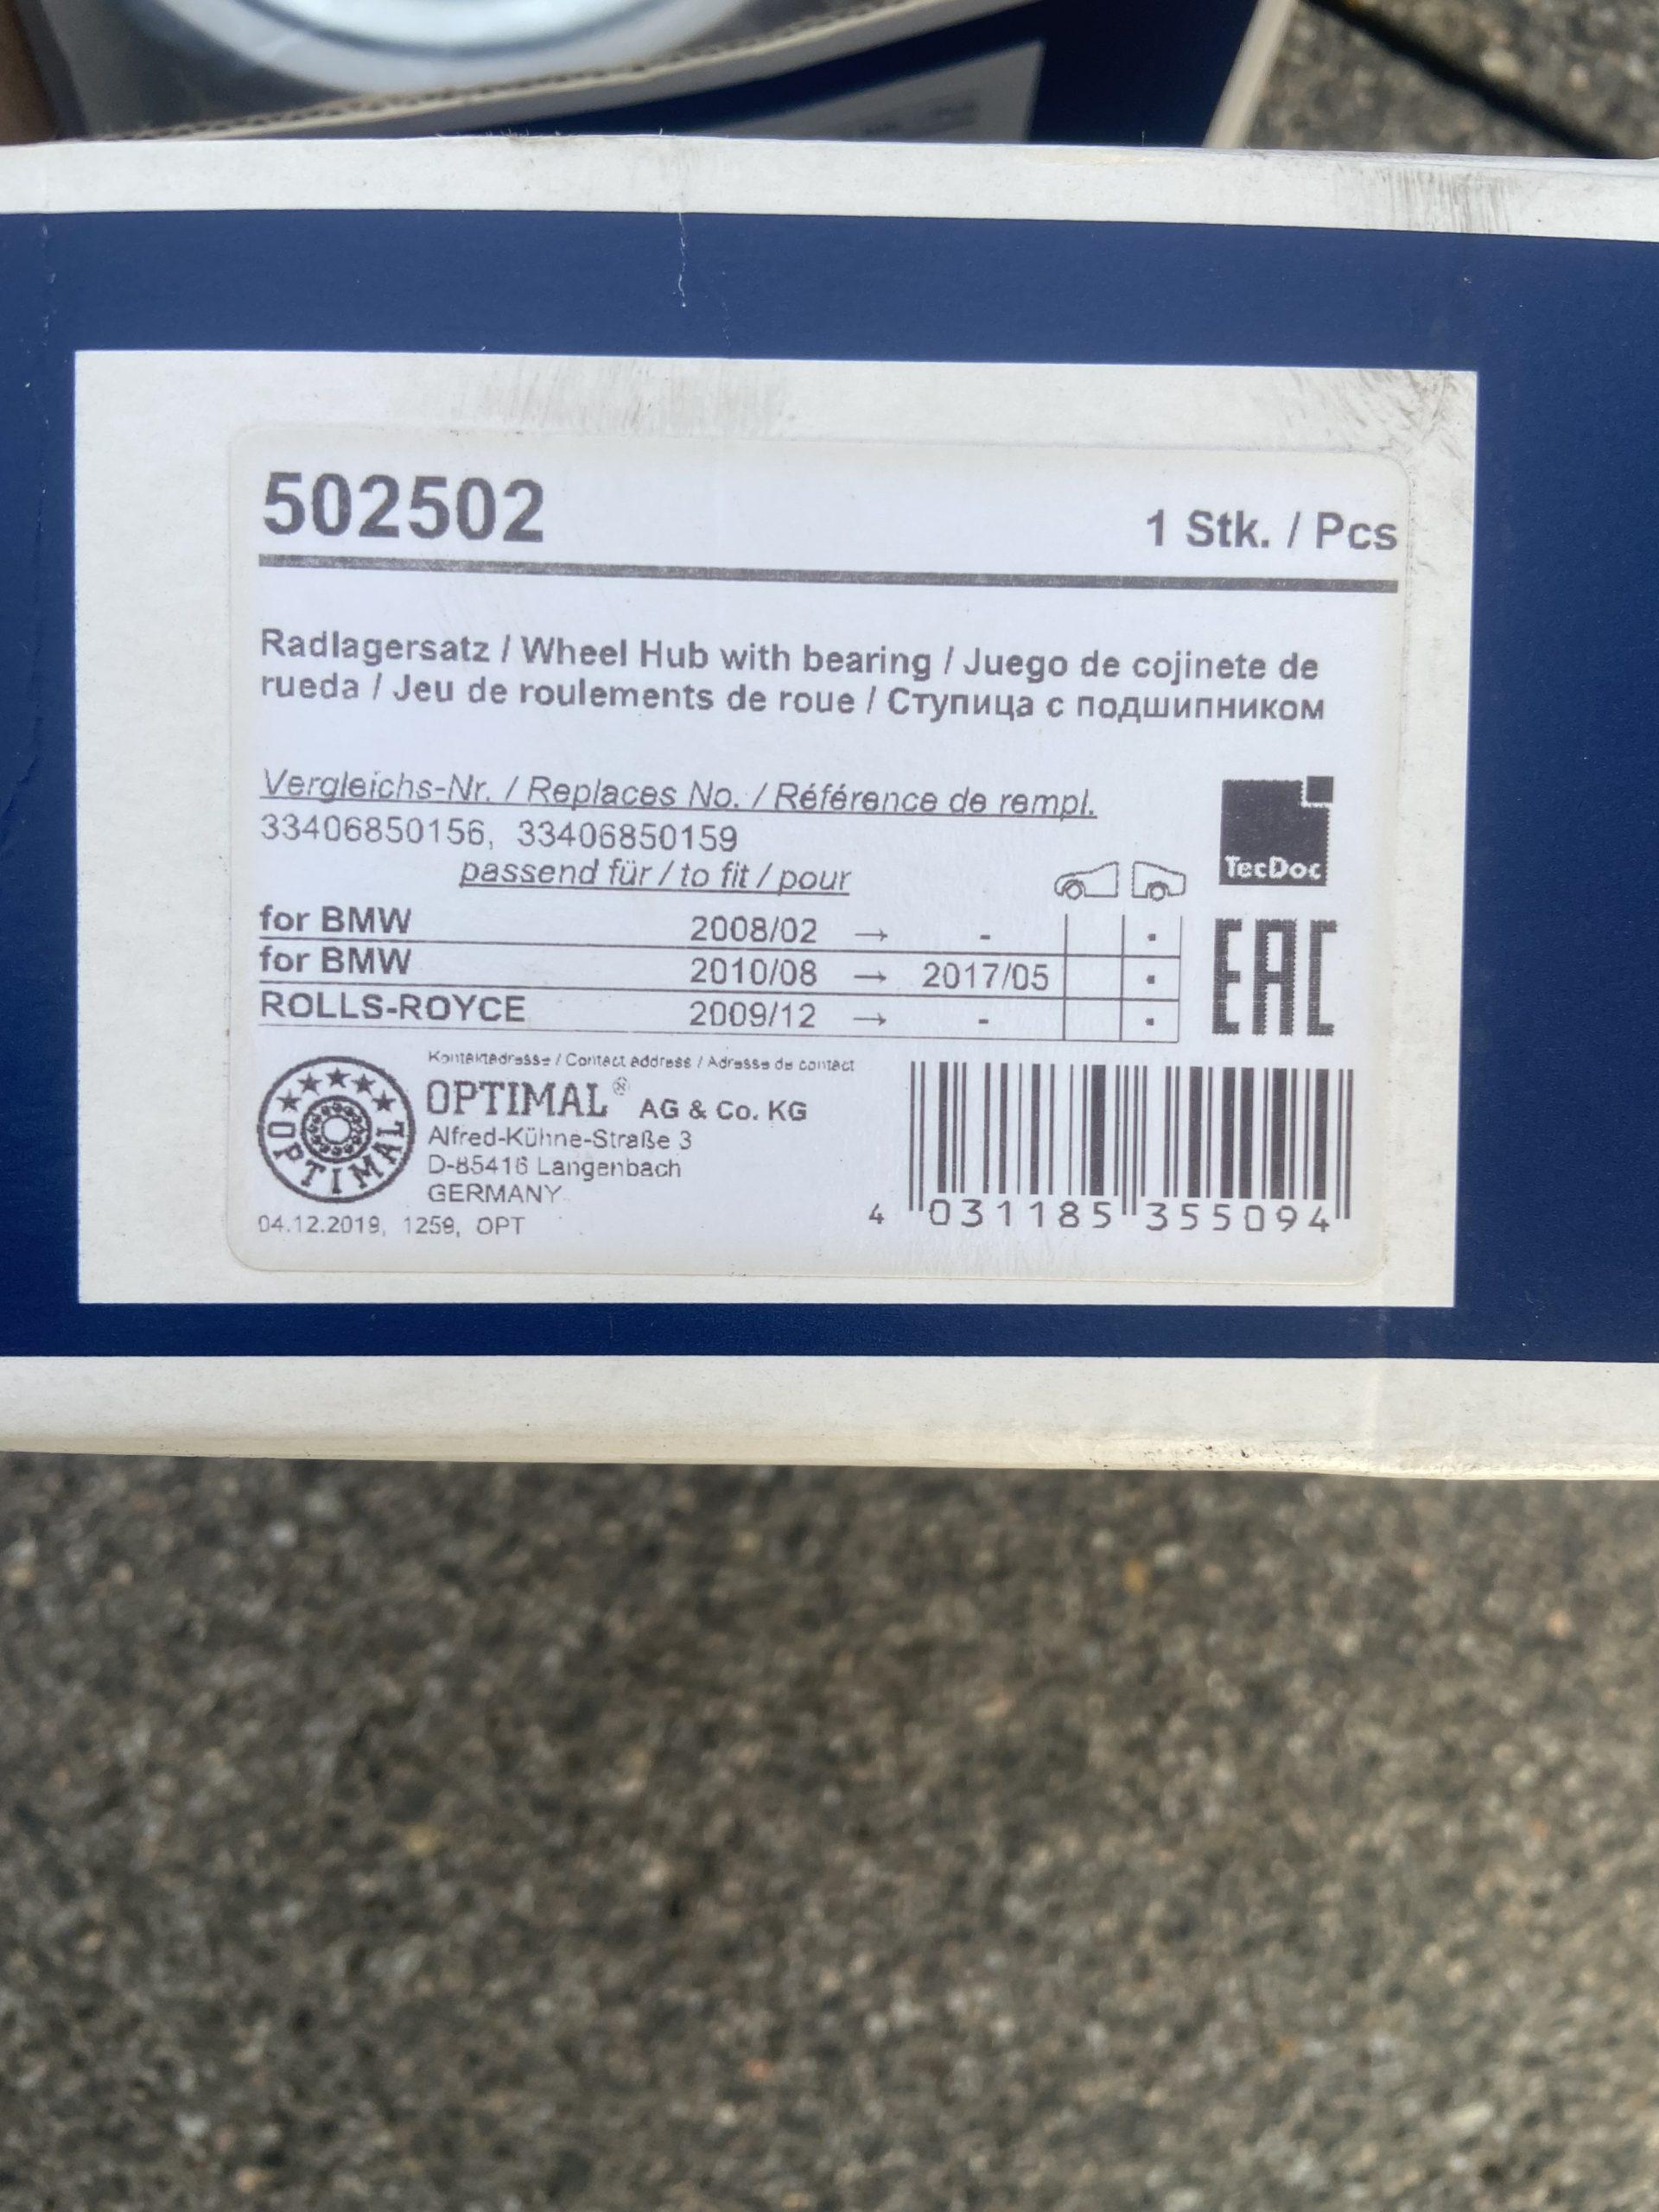 502502
1 Stk. / Pcs
Radlagersatz / Wheel Hub with bearing / Juego de cojinete de
rueda / Jeu de roulements de roue / Ступица с подшипником
Vergleichs-Nr. / Replaces No. / Référence de rempl.
33406850156, 33406850159
passend für / to fit / pour
TecDoc
for BMW 2008/02 → -
for BMW 2010/08 → 2017/05
ROLLS-ROYCE 2009/12 → -
EAC
Kontaktadresse / Contact address / Adresse de contact
OPTIMAL® AG & Co. KG
Alfred-Kühne-Straße 3
D-85416 Langenbach
GERMANY
OPTIMAL
04.12.2019, 1259, OPT
4 031185 355094